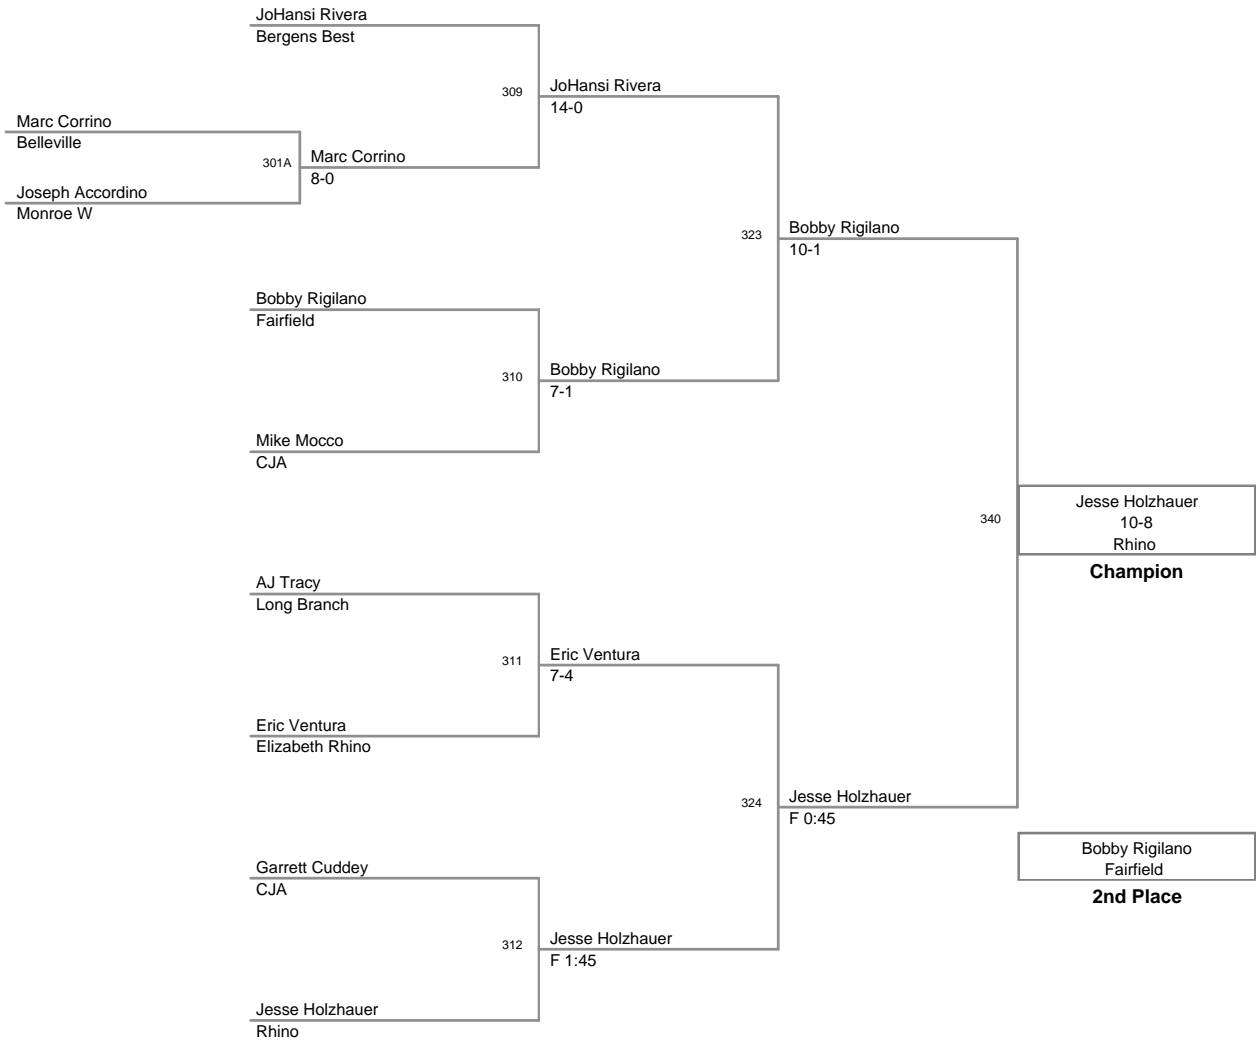 JoHansi Rivera
Bergens Best
309
JoHansi Rivera
14-0
Marc Corrino
Belleville
301A
Marc Corrino
8-0
Joseph Accordino
Monroe W
323
Bobby Rigilano
10-1
Bobby Rigilano
Fairfield
310
Bobby Rigilano
7-1
Mike Mocco
CJA
340
Jesse Holzhauer
10-8
Rhino
Champion
AJ Tracy
Long Branch
311
Eric Ventura
7-4
Eric Ventura
Elizabeth Rhino
324
Jesse Holzhauer
F 0:45
Bobby Rigilano
Fairfield
2nd Place
Garrett Cuddey
CJA
312
Jesse Holzhauer
F 1:45
Jesse Holzhauer
Rhino